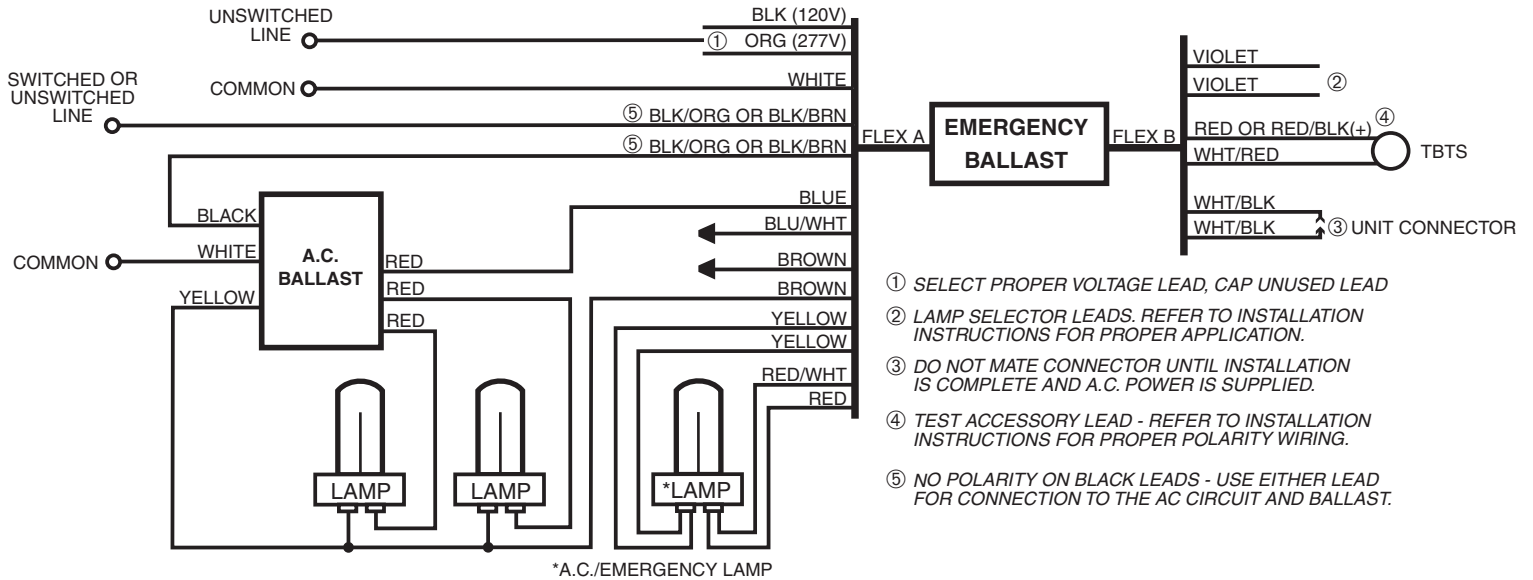 UNSWITCHED
LINE
SWITCHED OR
UNSWITCHED
LINE
COMMON
BLK (120V)
① ORG (277V)
WHITE
⑤ BLK/ORG OR BLK/BRN
⑤ BLK/ORG OR BLK/BRN
BLUE
BLU/WHT
BROWN
BROWN
YELLOW
YELLOW
RED/WHT
RED
FLEX A
EMERGENCY
BALLAST
FLEX B
VIOLET
VIOLET
②
RED OR RED/BLK(+)
④
WHT/RED
TBTS
WHT/BLK
WHT/BLK
③ UNIT CONNECTOR
BLACK
WHITE
COMMON
YELLOW
A.C.
BALLAST
RED
RED
RED
LAMP
LAMP
*LAMP
*A.C./EMERGENCY LAMP
① SELECT PROPER VOLTAGE LEAD, CAP UNUSED LEAD
② LAMP SELECTOR LEADS. REFER TO INSTALLATION
INSTRUCTIONS FOR PROPER APPLICATION.
③ DO NOT MATE CONNECTOR UNTIL INSTALLATION
IS COMPLETE AND A.C. POWER IS SUPPLIED.
④ TEST ACCESSORY LEAD - REFER TO INSTALLATION
INSTRUCTIONS FOR PROPER POLARITY WIRING.
⑤ NO POLARITY ON BLACK LEADS - USE EITHER LEAD
FOR CONNECTION TO THE AC CIRCUIT AND BALLAST.